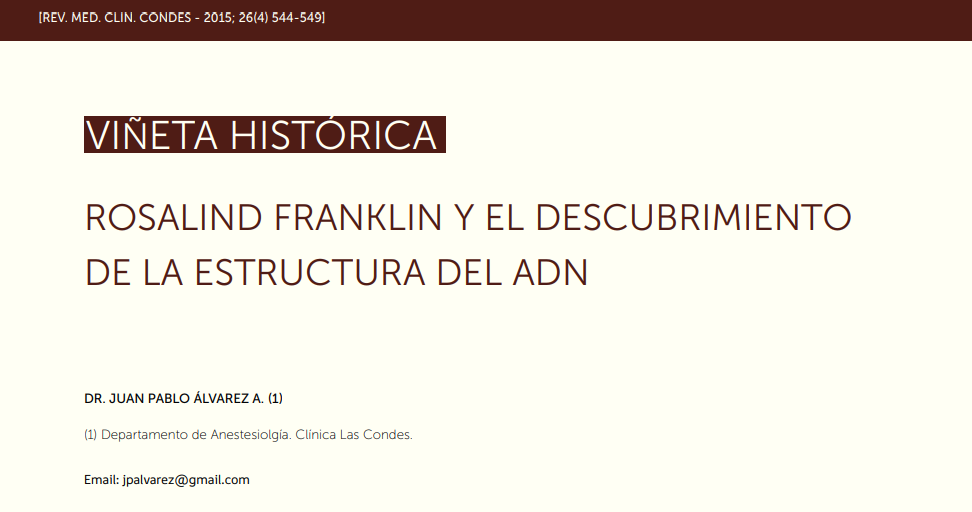 [REV. MED. CLIN. CONDES - 2015; 26(4) 544-549]
VIÑETA HISTÓRICA
ROSALIND FRANKLIN Y EL DESCUBRIMIENTO
DE LA ESTRUCTURA DEL ADN
DR. JUAN PABLO ÁLVAREZ A. (1)
(1) Departamento de Anestesiolgía. Clínica Las Condes.
Email: jpalvarez@gmail.com